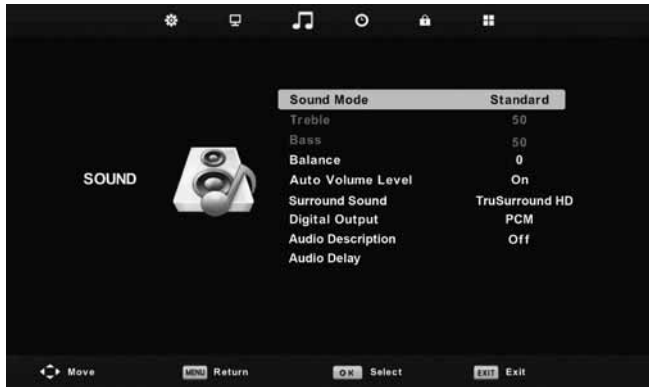 Sound Mode Standard
Treble 50
Bass 50
Balance 0
SOUND
Auto Volume Level On
Surround Sound TruSurround HD
Digital Output PCM
Audio Description Off
Audio Delay
Move MENU Return OK Select EXIT Exit